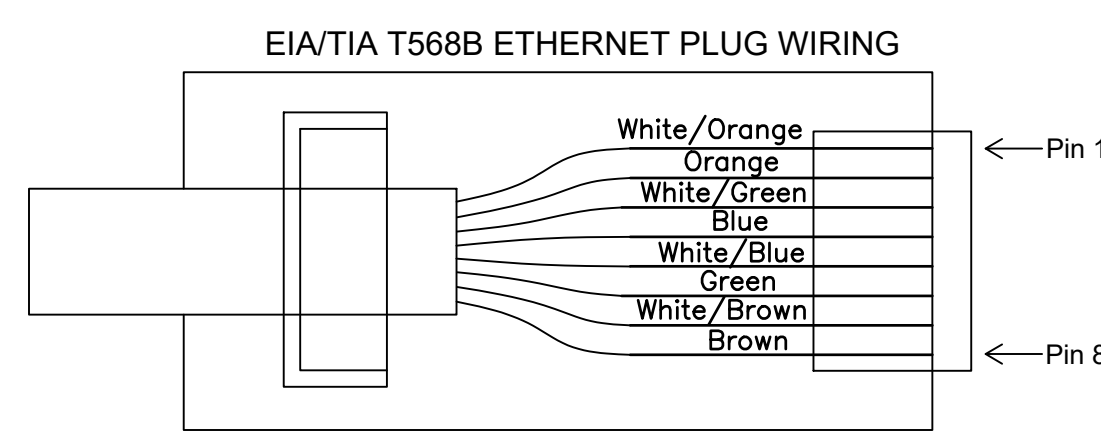 EIA/TIA T568B ETHERNET PLUG WIRING
White/Orange
Pin 1
Orange
White/Green
Blue
White/Blue
Green
White/Brown
Brown
Pin 8